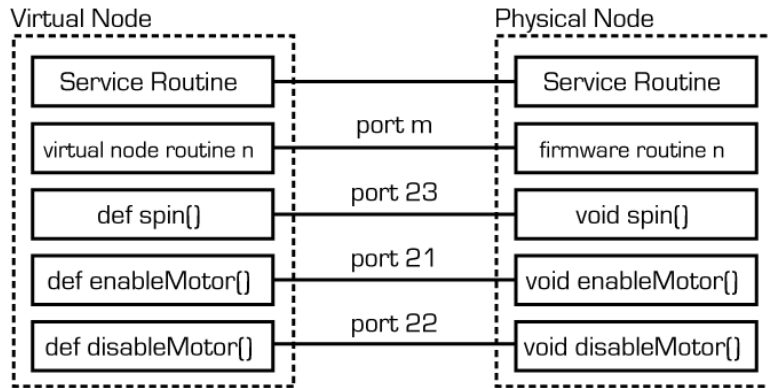 Virtual Node Physical Node
Service Routine Service Routine
port m
virtual node routine n firmware routine n
port 23
def spin() void spin()
port 21
def enableMotor() void enableMotor()
port 22
def disableMotor() void disableMotor()